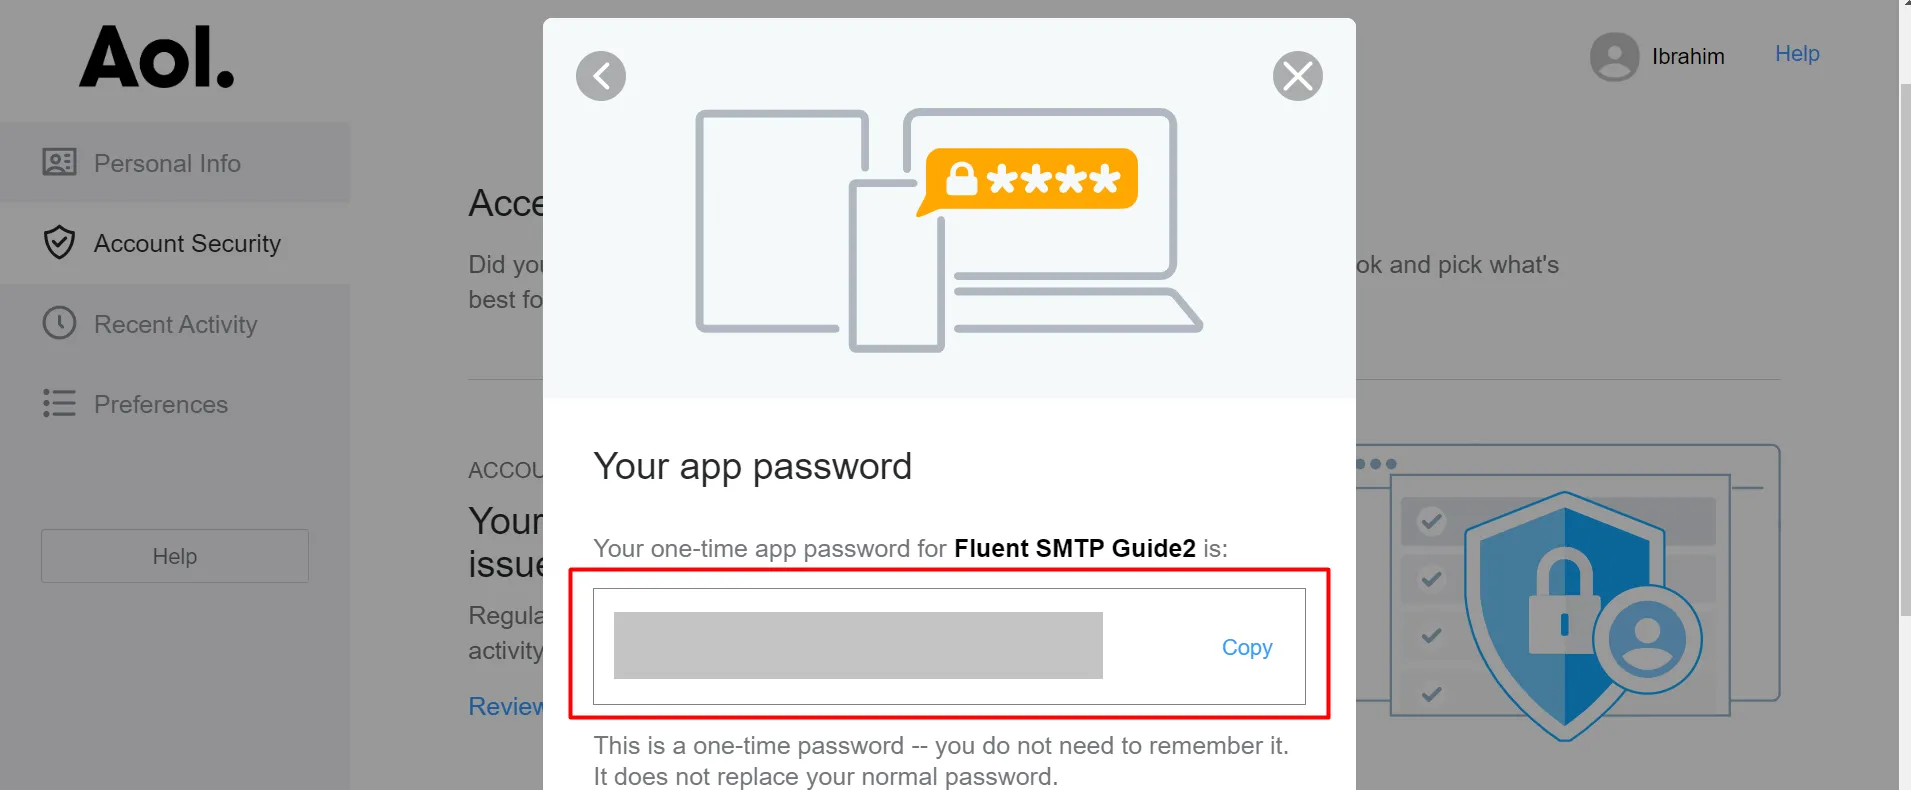 Aol.
Ibrahim
Help
Personal Info
Account Security
Recent Activity
Preferences
Help
Acce
Did you
ok and pick what's
best fo
ACCOU
Your
issue
Regula
activity
Review
****
Your app password
Your one-time app password for Fluent SMTP Guide2 is:
Copy
This is a one-time password -- you do not need to remember it.
It does not replace your normal password.